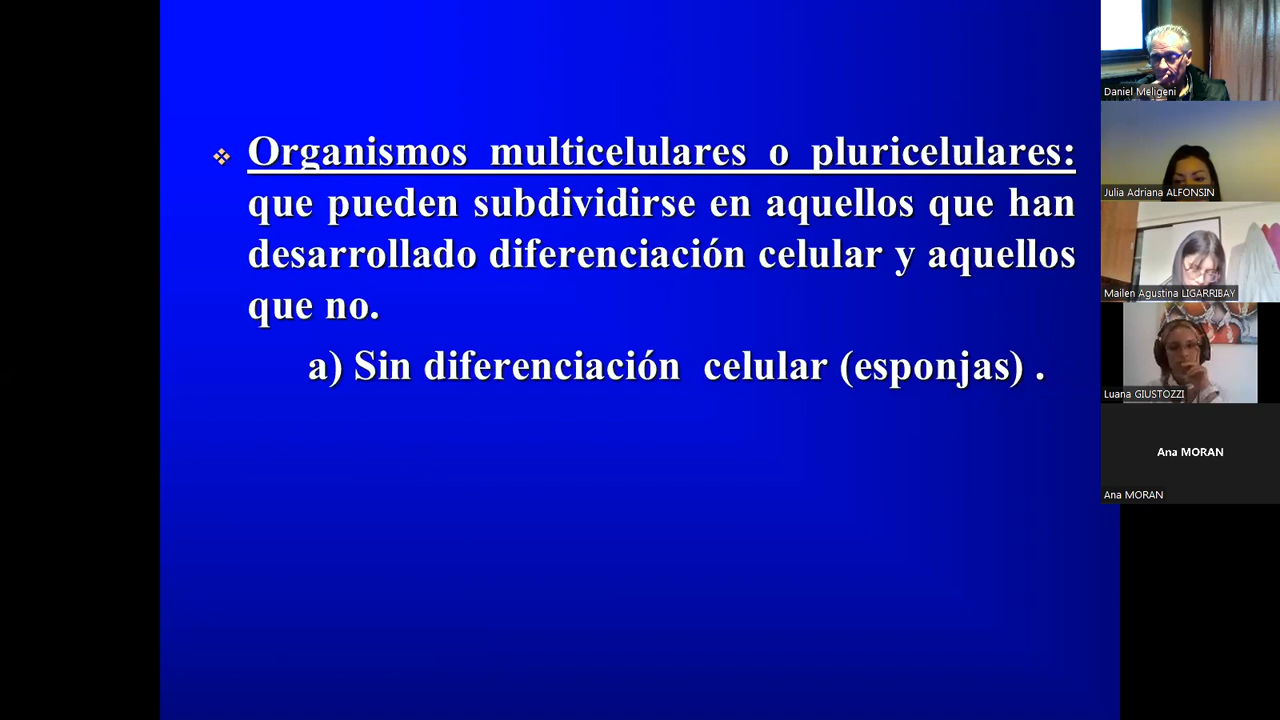 Organismos multicelulares o pluricelulares:
que pueden subdividirse en aquellos que han
desarrollado diferenciación celular y aquellos
que no.
a) Sin diferenciación celular (esponjas) .
Daniel Meligeni
Julia Adriana ALFONSIN
Mailen Agustina LIGARRIBAY
Luana GIUSTOZZI
Ana MORAN
Ana MORAN